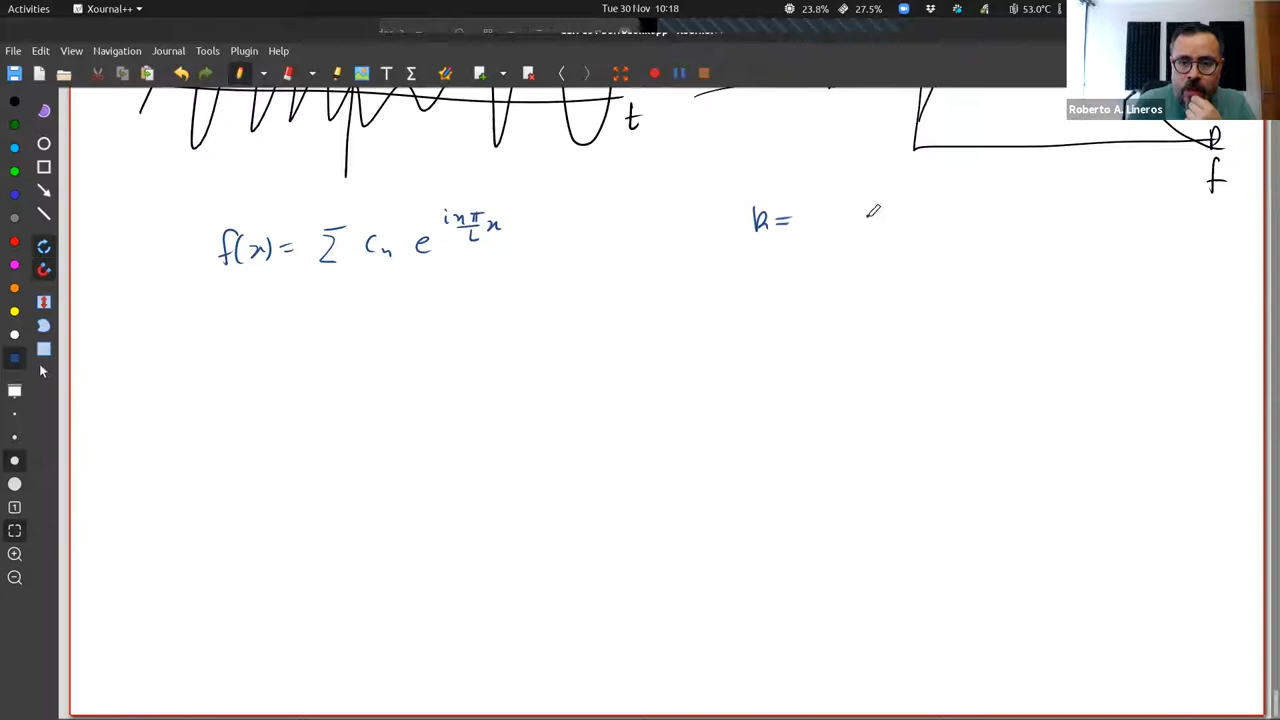 Activities
Xournal++
Tue 30 Nov 10:18
23.8%
27.5%
53.0°C
File Edit View Navigation Journal Tools Plugin Help
Roberto A. Lineros
t
f
f(x) = Σ Cn e^{i nπ/L x}
k =